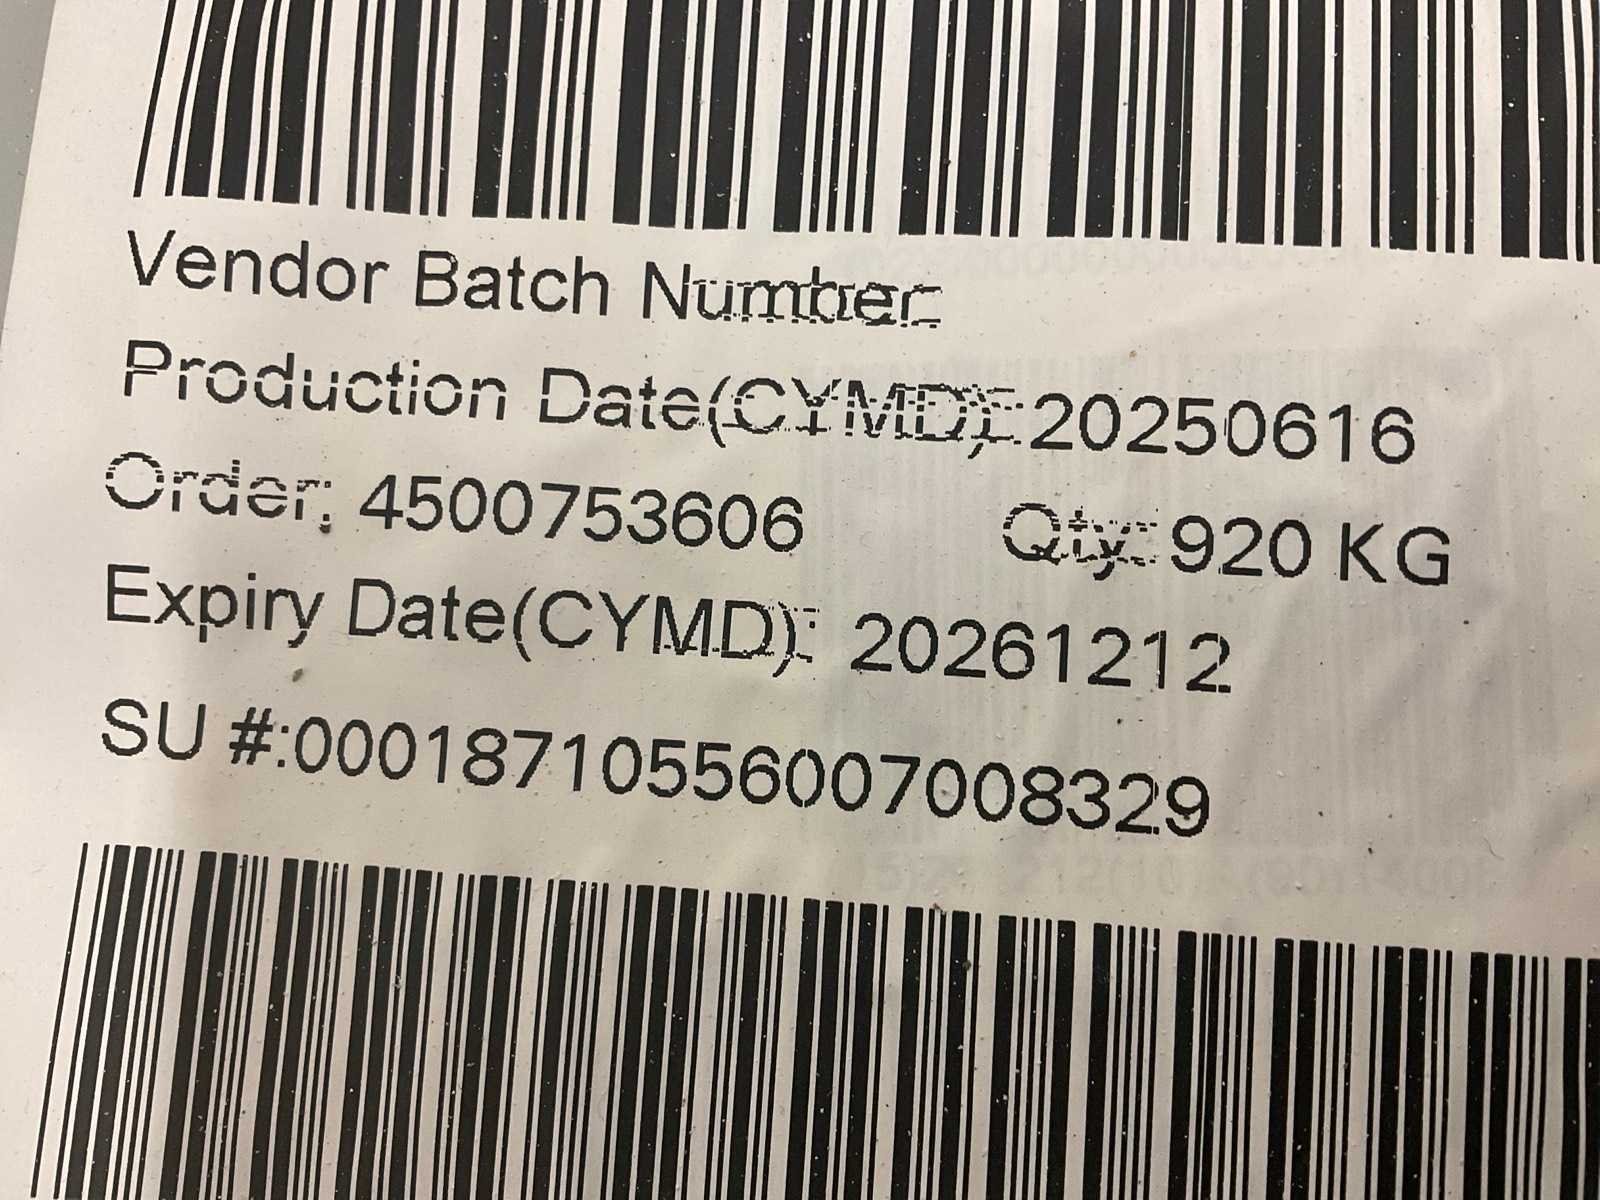 Vendor Batch Number:
Production Date(CYMD): 20250616
Order: 4500753606 Qty: 920 KG
Expiry Date(CYMD): 20261212
SU #:00018710556007008329